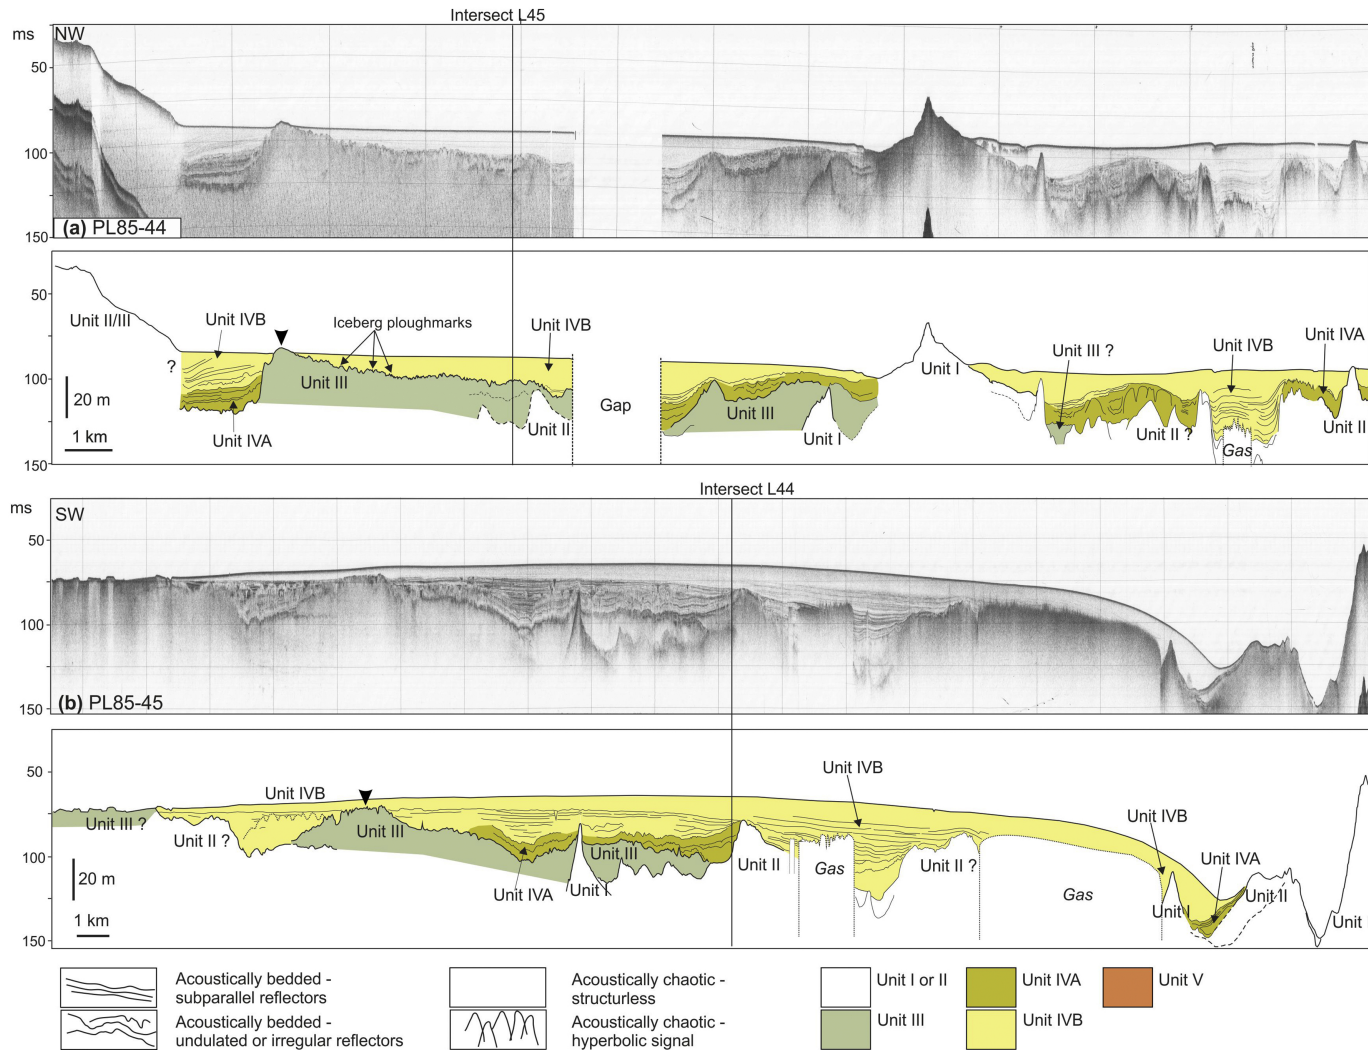 Intersect L45
ms
NW
50
100
150
(a) PL85-44
50
100
150
Unit II/III
Unit IVB
Iceberg ploughmarks
Unit IVB
?
Unit III
20 m
1 km
Unit IVA
Unit II
Gap
Unit III
Unit I
Unit I
Unit III ?
Unit IVB
Unit IVA
Unit II ?
Gas
Unit II
Intersect L44
ms
SW
50
100
150
(b) PL85-45
50
100
150
Unit III ?
Unit IVB
Unit II ?
Unit III
20 m
1 km
Unit IVA
Unit I
Unit III
Unit II
Gas
Unit IVB
Unit II ?
Gas
Unit IVB
Unit IVA
Unit I
Unit II
Unit
Acoustically bedded -
subparallel reflectors
Acoustically bedded -
undulated or irregular reflectors
Acoustically chaotic -
structurless
Acoustically chaotic -
hyperbolic signal
Unit I or II
Unit III
Unit IVA
Unit IVB
Unit V